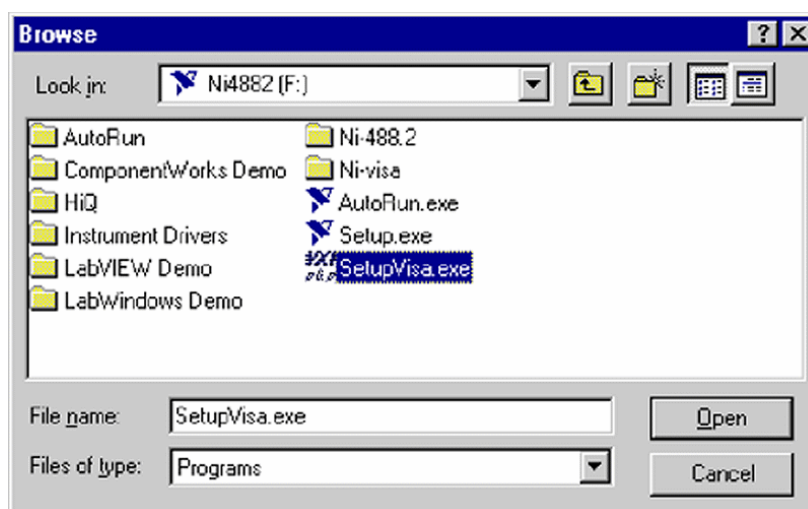 Browse
Look in: Ni4882 (F:)
AutoRun
ComponentWorks Demo
HiQ
Instrument Drivers
LabVIEW Demo
LabWindows Demo
Ni-488.2
Ni-visa
AutoRun.exe
Setup.exe
SetupVisa.exe
File name: SetupVisa.exe
Open
Files of type: Programs
Cancel